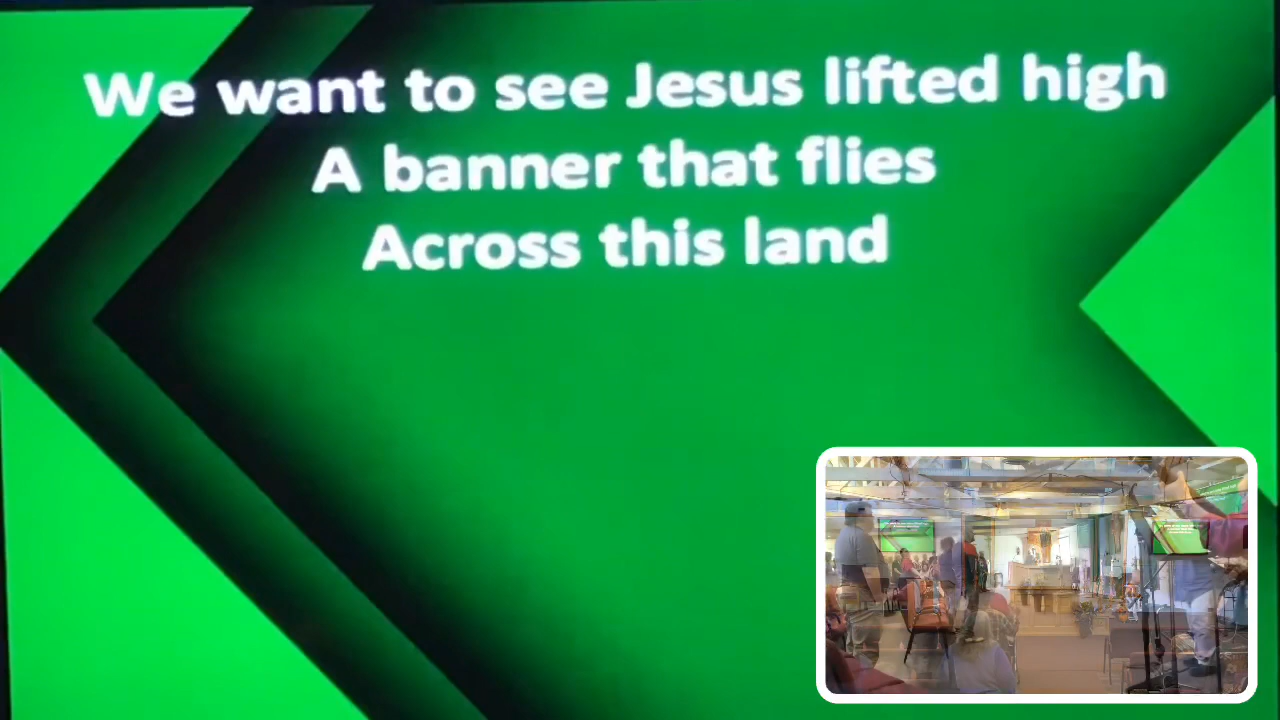 We want to see Jesus lifted high
A banner that flies
Across this land